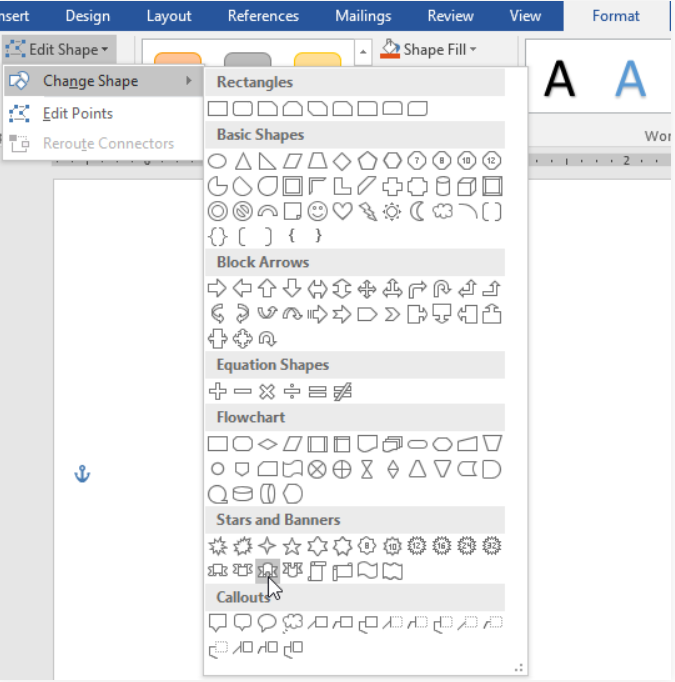 nsert Design Layout References Mailings Review View Format
Edit Shape Shape Fill A A
Change Shape Rectangles
Edit Points
Basic Shapes Wor
Reroute Connectors
2
7 8 10 12
Block Arrows
Equation Shapes
Flowchart
Stars and Banners
8 10 12 16 24 32
Callouts